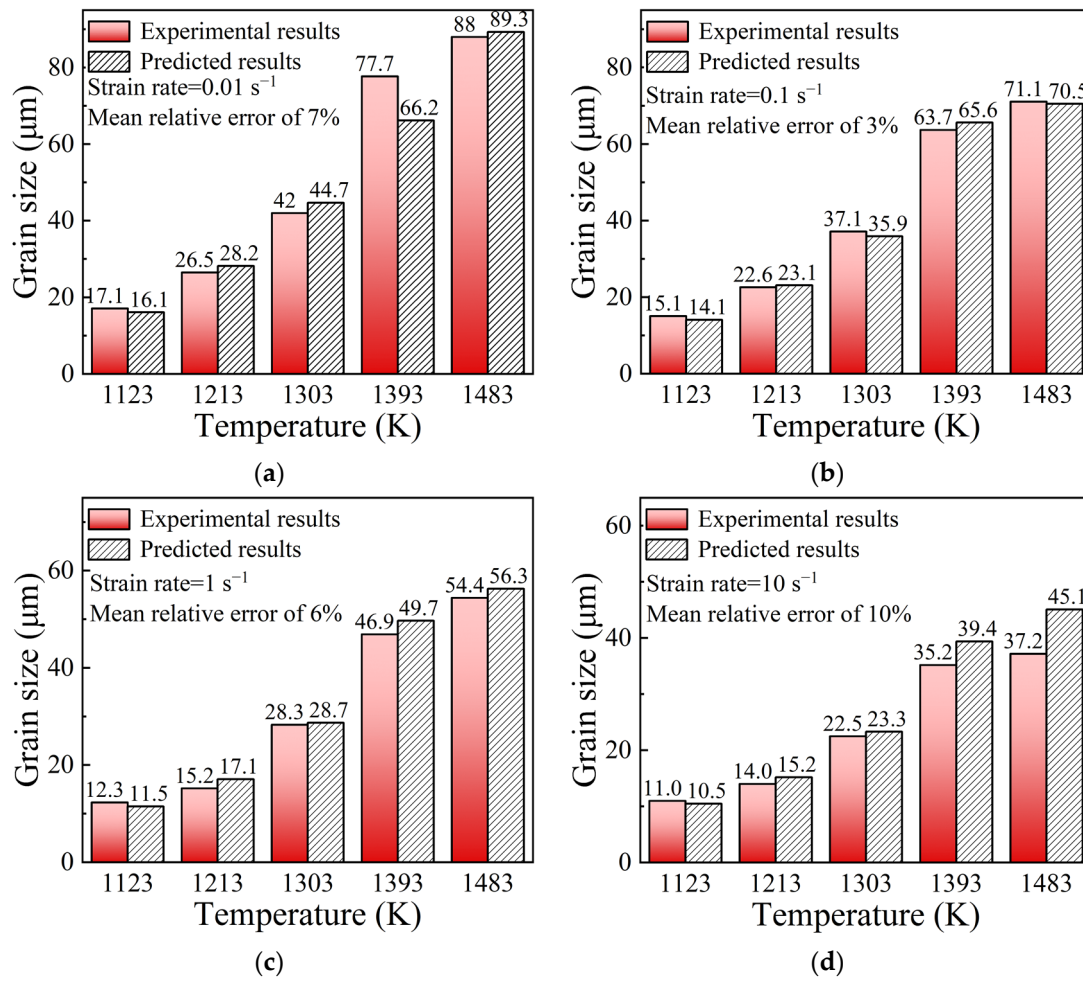 Experimental results
Predicted results
Strain rate=0.01 s⁻¹
Mean relative error of 7%
17.1 16.1 26.5 28.2 42 44.7 77.7 66.2 88 89.3
Grain size (μm)
0 20 40 60 80
1123 1213 1303 1393 1483
Temperature (K)
(a)
Experimental results
Predicted results
Strain rate=0.1 s⁻¹
Mean relative error of 3%
15.1 14.1 22.6 23.1 37.1 35.9 63.7 65.6 71.1 70.5
Grain size (μm)
0 20 40 60 80
1123 1213 1303 1393 1483
Temperature (K)
(b)
Experimental results
Predicted results
Strain rate=1 s⁻¹
Mean relative error of 6%
12.3 11.5 15.2 17.1 28.3 28.7 46.9 49.7 54.4 56.3
Grain size (μm)
0 20 40 60
1123 1213 1303 1393 1483
Temperature (K)
(c)
Experimental results
Predicted results
Strain rate=10 s⁻¹
Mean relative error of 10%
11.0 10.5 14.0 15.2 22.5 23.3 35.2 39.4 37.2 45.1
Grain size (μm)
0 20 40 60
1123 1213 1303 1393 1483
Temperature (K)
(d)